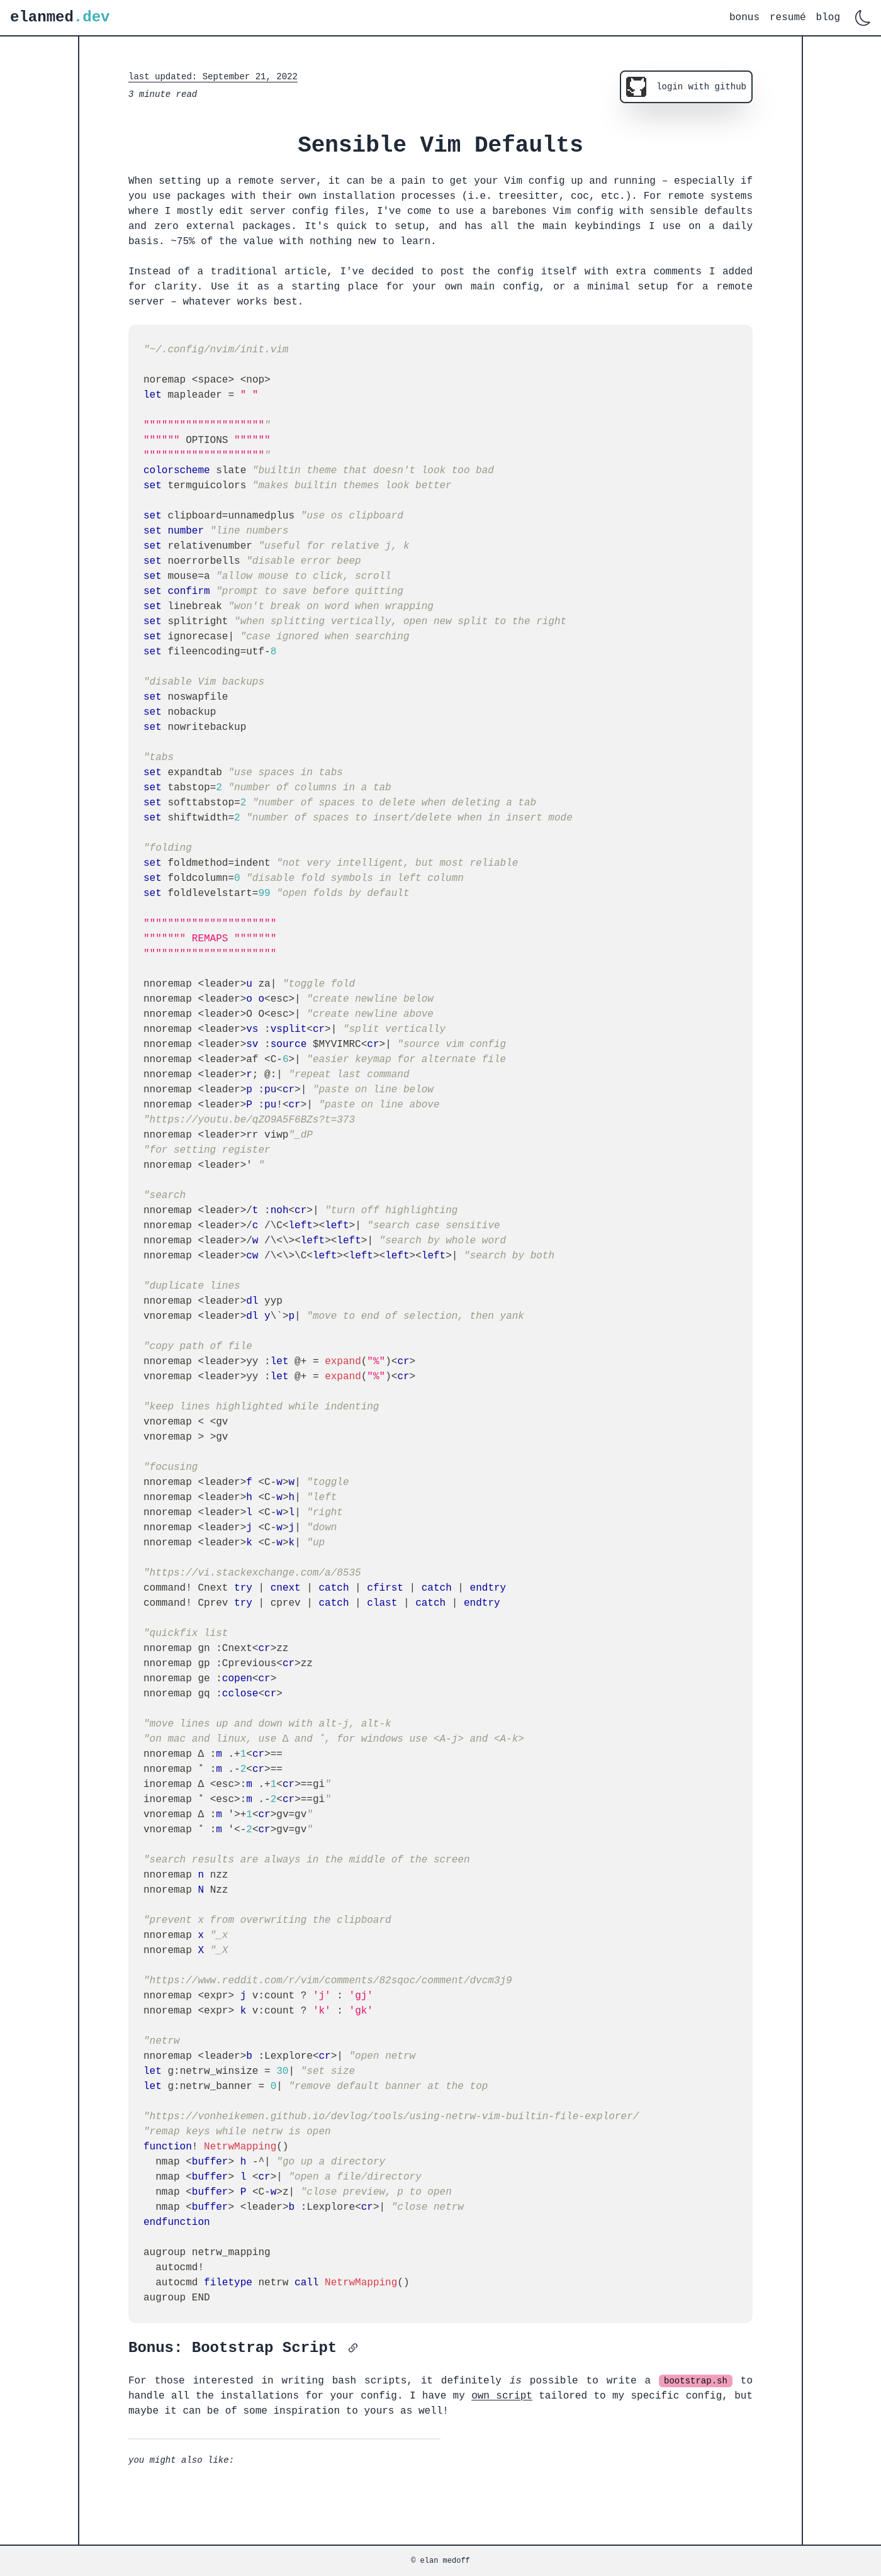 elanmed.dev
bonus resumé blog
last updated: September 21, 2022
3 minute read
login with github
Sensible Vim Defaults
When setting up a remote server, it can be a pain to get your Vim config up and running – especially if
you use packages with their own installation processes (i.e. treesitter, coc, etc.). For remote systems
where I mostly edit server config files, I've come to use a barebones Vim config with sensible defaults
and zero external packages. It's quick to setup, and has all the main keybindings I use on a daily
basis. ~75% of the value with nothing new to learn.
Instead of a traditional article, I've decided to post the config itself with extra comments I added
for clarity. Use it as a starting place for your own main config, or a minimal setup for a remote
server – whatever works best.
"~/.config/nvim/init.vim
noremap <space> <nop>
let mapleader = " "
"""""""""""""""""""""
"""""" OPTIONS """"""
"""""""""""""""""""""
colorscheme slate "builtin theme that doesn't look too bad
set termguicolors "makes builtin themes look better
set clipboard=unnamedplus "use os clipboard
set number "line numbers
set relativenumber "useful for relative j, k
set noerrorbells "disable error beep
set mouse=a "allow mouse to click, scroll
set confirm "prompt to save before quitting
set linebreak "won't break on word when wrapping
set splitright "when splitting vertically, open new split to the right
set ignorecase| "case ignored when searching
set fileencoding=utf-8
"disable Vim backups
set noswapfile
set nobackup
set nowritebackup
"tabs
set expandtab "use spaces in tabs
set tabstop=2 "number of columns in a tab
set softtabstop=2 "number of spaces to delete when deleting a tab
set shiftwidth=2 "number of spaces to insert/delete when in insert mode
"folding
set foldmethod=indent "not very intelligent, but most reliable
set foldcolumn=0 "disable fold symbols in left column
set foldlevelstart=99 "open folds by default
""""""""""""""""""""""
""""""" REMAPS """""""
""""""""""""""""""""""
nnoremap <leader>u za| "toggle fold
nnoremap <leader>o o<esc>| "create newline below
nnoremap <leader>O O<esc>| "create newline above
nnoremap <leader>vs :vsplit<cr>| "split vertically
nnoremap <leader>sv :source $MYVIMRC<cr>| "source vim config
nnoremap <leader>af <C-6>| "easier keymap for alternate file
nnoremap <leader>r; @:| "repeat last command
nnoremap <leader>p :pu<cr>| "paste on line below
nnoremap <leader>P :pu!<cr>| "paste on line above
"https://youtu.be/qZO9A5F6BZs?t=373
nnoremap <leader>rr viwp"_dP
"for setting register
nnoremap <leader>' "
"search
nnoremap <leader>/t :noh<cr>| "turn off highlighting
nnoremap <leader>/c /\C<left><left>| "search case sensitive
nnoremap <leader>/w /\<\><left><left>| "search by whole word
nnoremap <leader>cw /\<\>\C<left><left><left><left>| "search by both
"duplicate lines
nnoremap <leader>dl yyp
vnoremap <leader>dl y\`>p| "move to end of selection, then yank
"copy path of file
nnoremap <leader>yy :let @+ = expand("%")<cr>
vnoremap <leader>yy :let @+ = expand("%")<cr>
"keep lines highlighted while indenting
vnoremap < <gv
vnoremap > >gv
"focusing
nnoremap <leader>f <C-w>w| "toggle
nnoremap <leader>h <C-w>h| "left
nnoremap <leader>l <C-w>l| "right
nnoremap <leader>j <C-w>j| "down
nnoremap <leader>k <C-w>k| "up
"https://vi.stackexchange.com/a/8535
command! Cnext try | cnext | catch | cfirst | catch | endtry
command! Cprev try | cprev | catch | clast | catch | endtry
"quickfix list
nnoremap gn :Cnext<cr>zz
nnoremap gp :Cprevious<cr>zz
nnoremap ge :copen<cr>
nnoremap gq :cclose<cr>
"move lines up and down with alt-j, alt-k
"on mac and linux, use ∆ and ˚, for windows use <A-j> and <A-k>
nnoremap ∆ :m .+1<cr>==
nnoremap ˚ :m .-2<cr>==
inoremap ∆ <esc>:m .+1<cr>==gi"
inoremap ˚ <esc>:m .-2<cr>==gi"
vnoremap ∆ :m '>+1<cr>gv=gv"
vnoremap ˚ :m '<-2<cr>gv=gv"
"search results are always in the middle of the screen
nnoremap n nzz
nnoremap N Nzz
"prevent x from overwriting the clipboard
nnoremap x "_x
nnoremap X "_X
"https://www.reddit.com/r/vim/comments/82sqoc/comment/dvcm3j9
nnoremap <expr> j v:count ? 'j' : 'gj'
nnoremap <expr> k v:count ? 'k' : 'gk'
"netrw
nnoremap <leader>b :Lexplore<cr>| "open netrw
let g:netrw_winsize = 30| "set size
let g:netrw_banner = 0| "remove default banner at the top
"https://vonheikemen.github.io/devlog/tools/using-netrw-vim-builtin-file-explorer/
"remap keys while netrw is open
function! NetrwMapping()
nmap <buffer> h -^| "go up a directory
nmap <buffer> l <cr>| "open a file/directory
nmap <buffer> P <C-w>z| "close preview, p to open
nmap <buffer> <leader>b :Lexplore<cr>| "close netrw
endfunction
augroup netrw_mapping
autocmd!
autocmd filetype netrw call NetrwMapping()
augroup END
Bonus: Bootstrap Script
For those interested in writing bash scripts, it definitely is possible to write a bootstrap.sh to
handle all the installations for your config. I have my own script tailored to my specific config, but
maybe it can be of some inspiration to yours as well!
you might also like:
© elan medoff